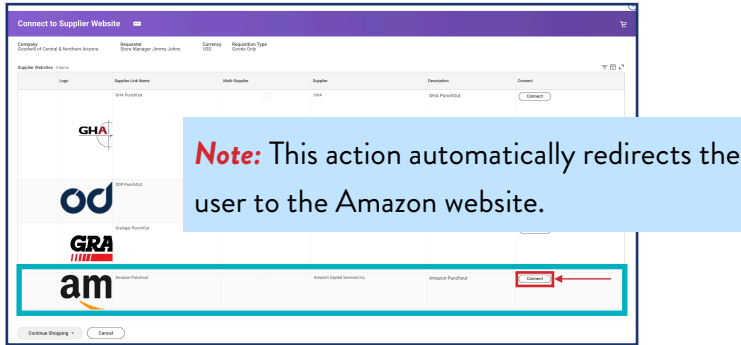 Connect to Supplier Website
Company
Goodwill of Central & Northern Arizona
Requester
Store Manager Jimmy Johns
Currency
USD
Requisition Type
Goods Only
Supplier Websites 4 items
Logo Supplier Link Name Multi-Supplier Supplier Description Connect
GHA GHA PunchOut GHA GHA PunchOut Connect
od ODP PunchOut
GRA Grainger PunchOut
am Amazon Punchout Amazon Capital Services Inc. Amazon Punchout Connect
Note: This action automatically redirects the
user to the Amazon website.
Continue Shopping Cancel